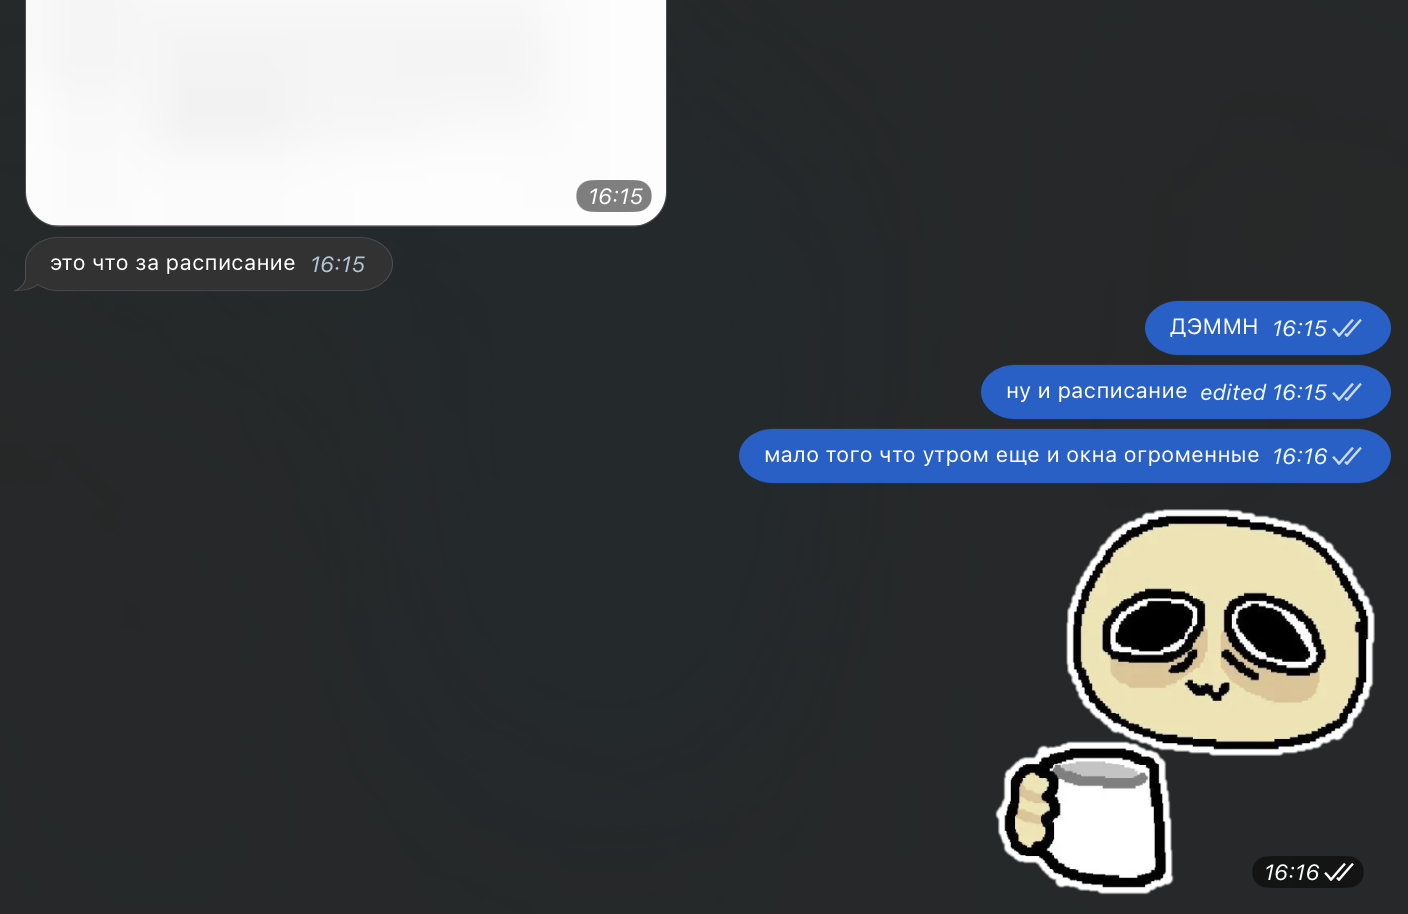 16:15
это что за расписание 16:15
ДЭММН 16:15
ну и расписание edited 16:15
мало того что утром еще и окна огроменные 16:16
16:16